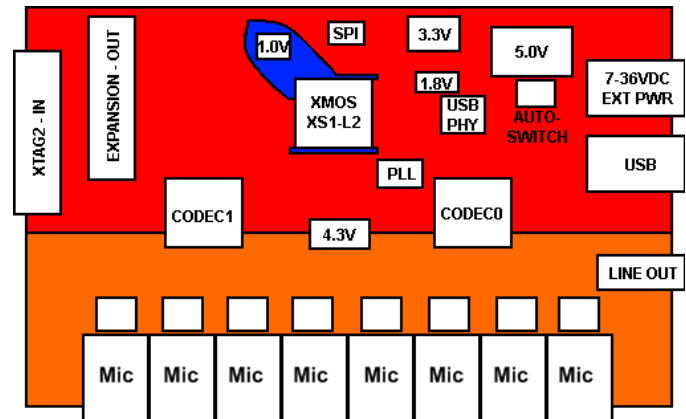 1.0V
SPI
3.3V
5.0V
1.8V
7-36VDC
EXT PWR
XTAG2 - IN
EXPANSION - OUT
XMOS
XS1-L2
USB
PHY
AUTO-
SWITCH
USB
PLL
CODEC1
CODEC0
4.3V
LINE OUT
Mic Mic Mic Mic Mic Mic Mic Mic